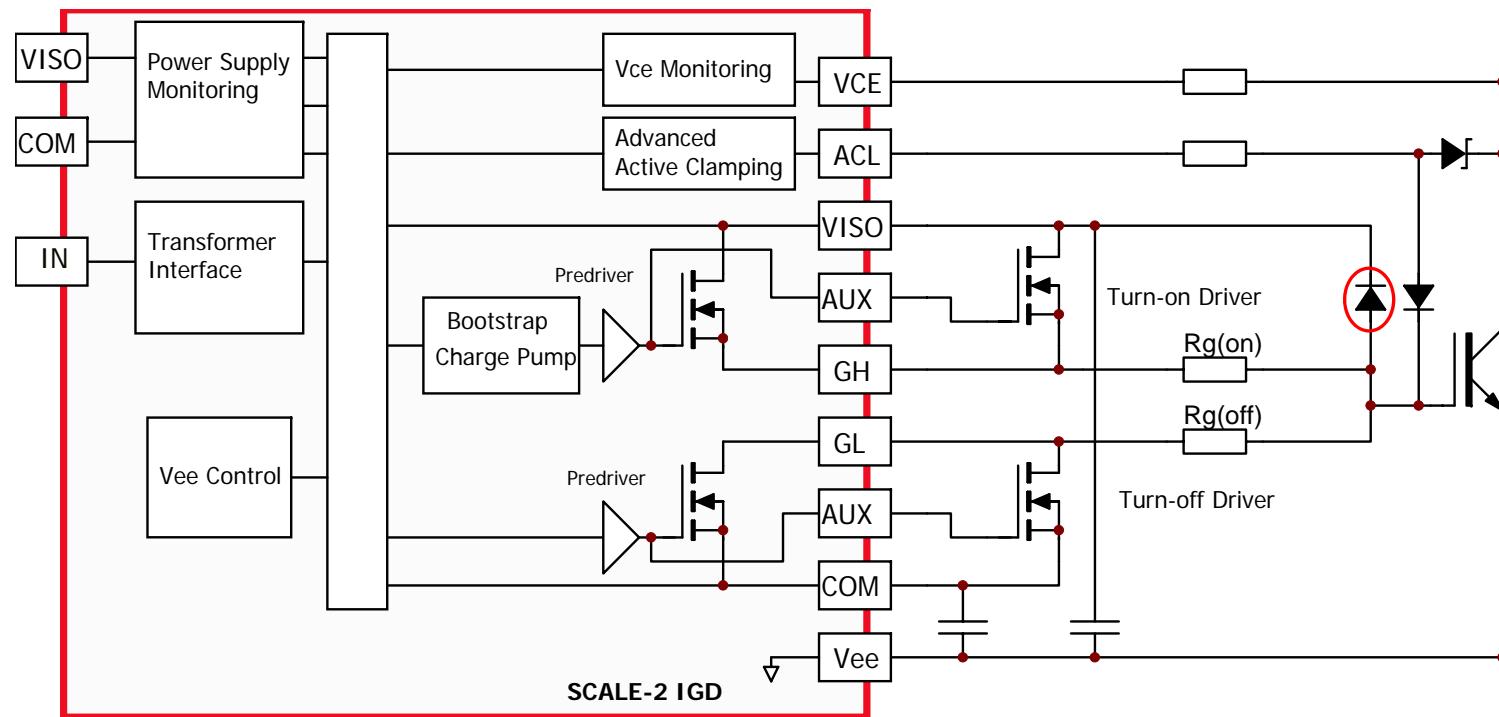 VISO
Power Supply
Monitoring
COM
IN
Transformer
Interface
Vee Control
Vce Monitoring
Advanced
Active Clamping
Bootstrap
Charge Pump
Predriver
Predriver
VCE
ACL
VISO
AUX
GH
GL
AUX
COM
Vee
Turn-on Driver
Rg(on)
Rg(off)
Turn-off Driver
SCALE-2 IGD